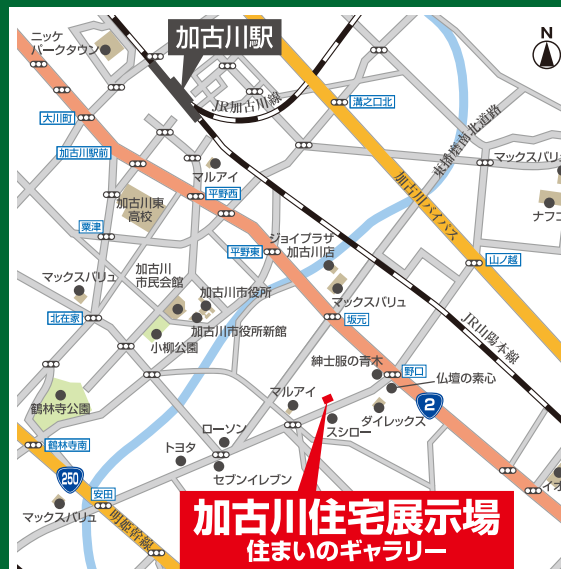 ニッケ
パークタウン
加古川駅
N
JR加古川線
溝之口北
大川町
東播磨南北道路
加古川駅前
マルアイ
マックスバリュ
加古川東
高校
平野西
加古川バイパス
ナフコ
粟津
平野東
ジョイプラザ
加古川店
山ノ越
マックスバリュ
加古川
市民会館
加古川市役所
マックスバリュ
北在家
加古川市役所新館
坂元
JR山陽本線
小柳公園
紳士服の青木
野口
仏壇の素心
鶴林寺公園
マルアイ
2
ダイレックス
スシロー
ローソン
鶴林寺南
トヨタ
250
セブンイレブン
イオ
安田
マックスバリュ
明姫幹線
加古川住宅展示場
住まいのギャラリー